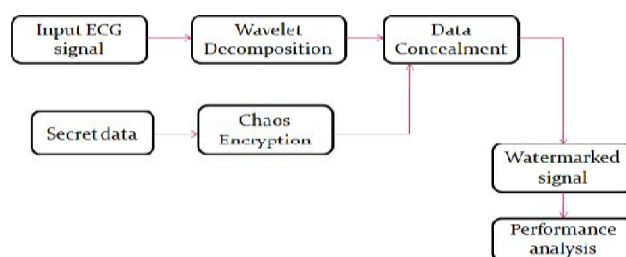 Input ECG
signal
Wavelet
Decomposition
Data
Concealment
Secret data
Chaos
Encryption
Watermarked
signal
Performance
analysis